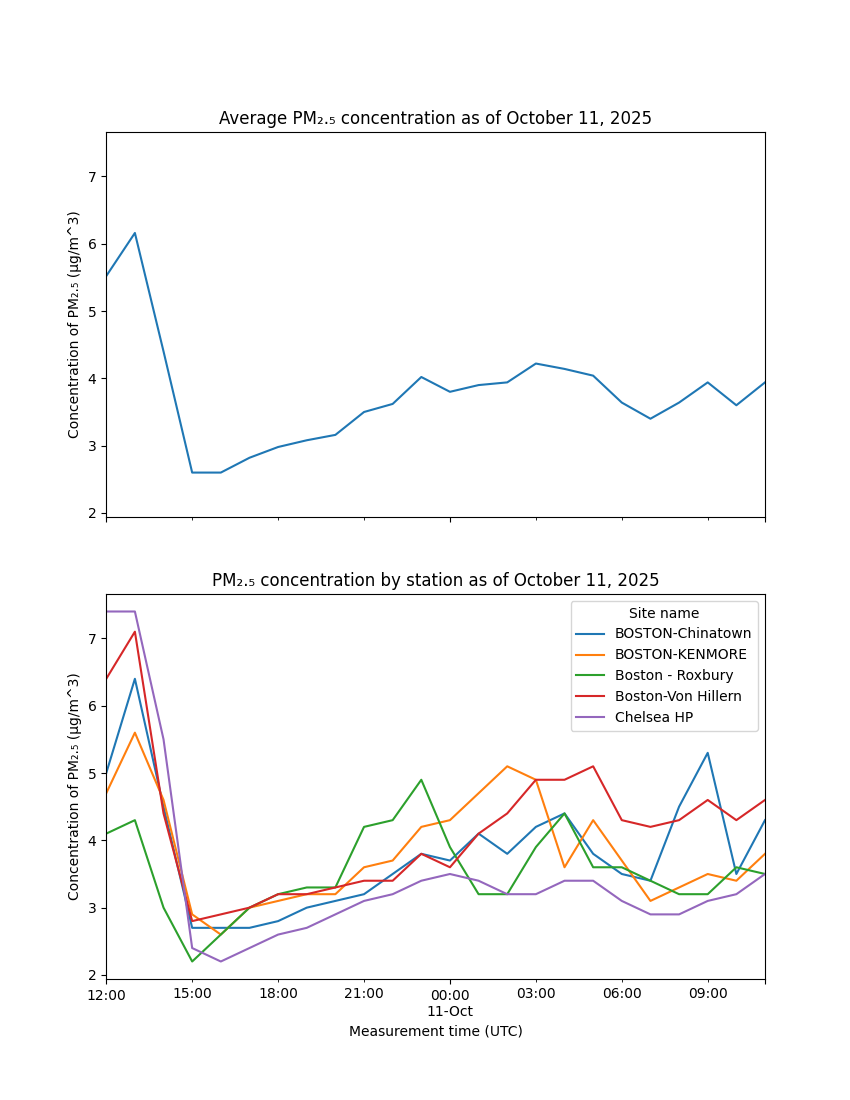 Average PM₂.₅ concentration as of October 11, 2025
Concentration of PM₂.₅ (µg/m^3)
7
6
5
4
3
2
PM₂.₅ concentration by station as of October 11, 2025
Concentration of PM₂.₅ (µg/m^3)
7
6
5
4
3
2
Site name
BOSTON-Chinatown
BOSTON-KENMORE
Boston - Roxbury
Boston-Von Hillern
Chelsea HP
12:00 15:00 18:00 21:00 00:00 03:00 06:00 09:00
11-Oct
Measurement time (UTC)